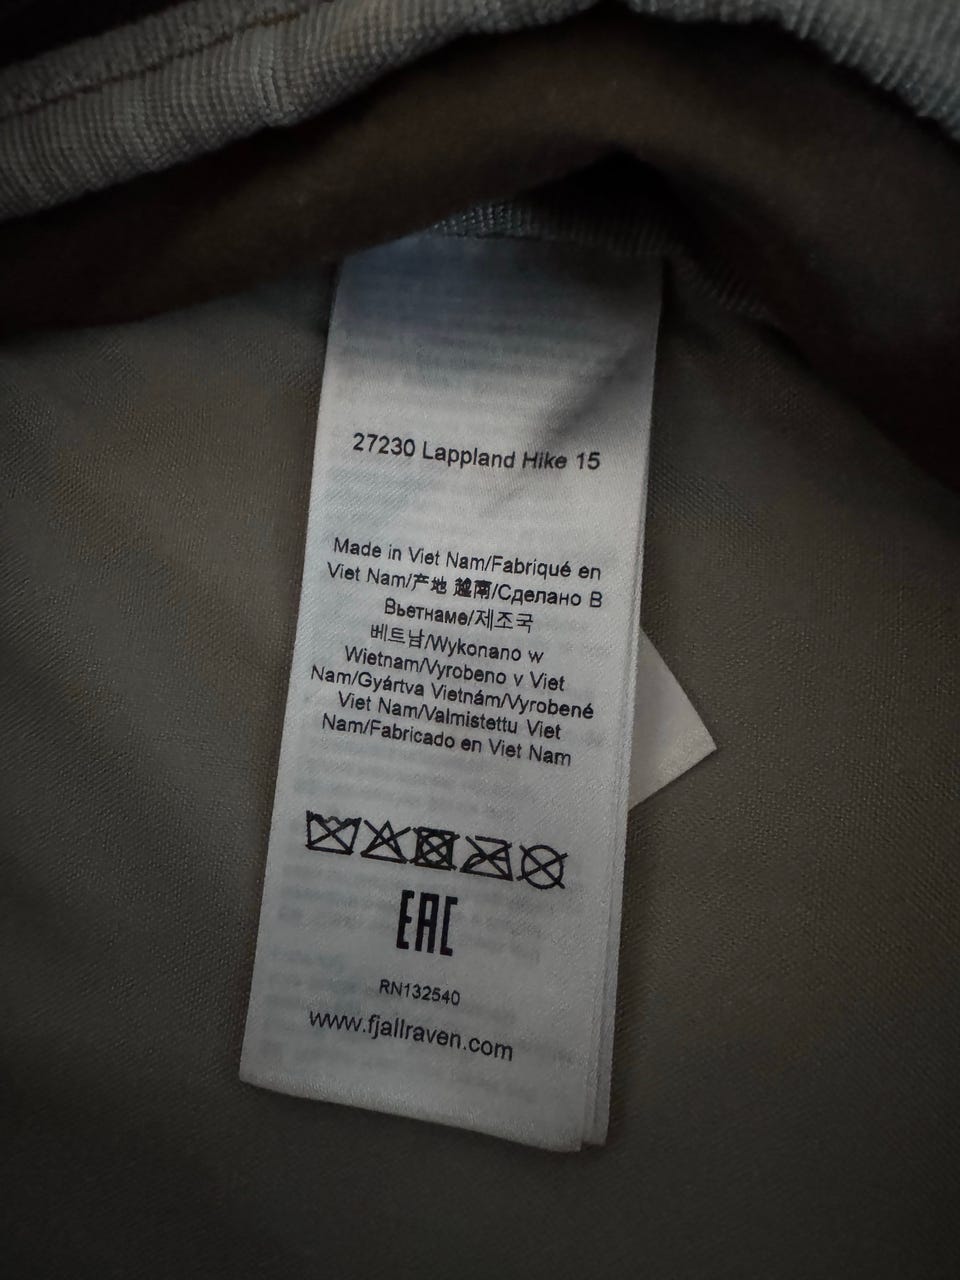 27230 Lappland Hike 15
Made in Viet Nam/Fabriqué en
Viet Nam/产地 越南/Сделано В
Вьетнаме/제조국
베트남/Wykonano w
Wietnam/Vyrobeno v Viet
Nam/Gyártva Vietnám/Vyrobené
Viet Nam/Valmistettu Viet
Nam/Fabricado en Viet Nam
EAC
RN132540
www.fjallraven.com